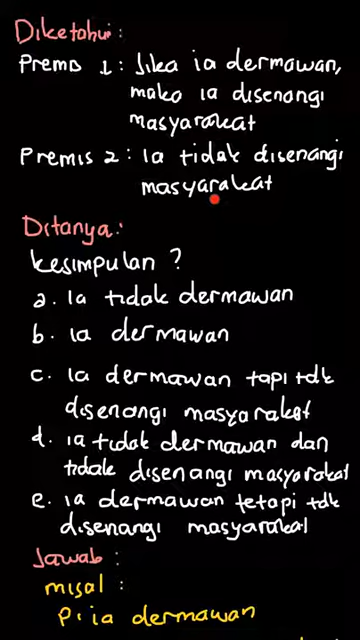 Diketahui:
Premis 1: Jika ia dermawan,
maka ia disenangi
masyarakat
Premis 2: Ia tidak disenangi
masyarakat
Ditanya:
kesimpulan ?
a. Ia tidak dermawan
b. Ia dermawan
c. Ia dermawan tapi tdk
disenangi masyarakat
d. ia tidak dermawan dan
tidak disenangi masyarakat
e. ia dermawan tetapi tdk
disenangi masyarakat
Jawab :
misal :
P: ia dermawan